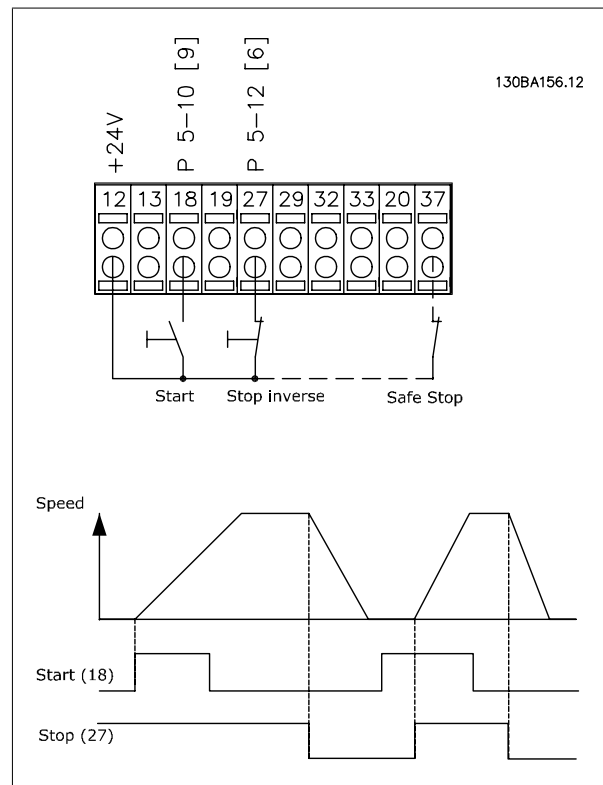 130BA156.12
+24V
P 5-10 [9]
P 5-12 [6]
12 13 18 19 27 29 32 33 20 37
Start
Stop inverse
Safe Stop
Speed
Start (18)
Stop (27)